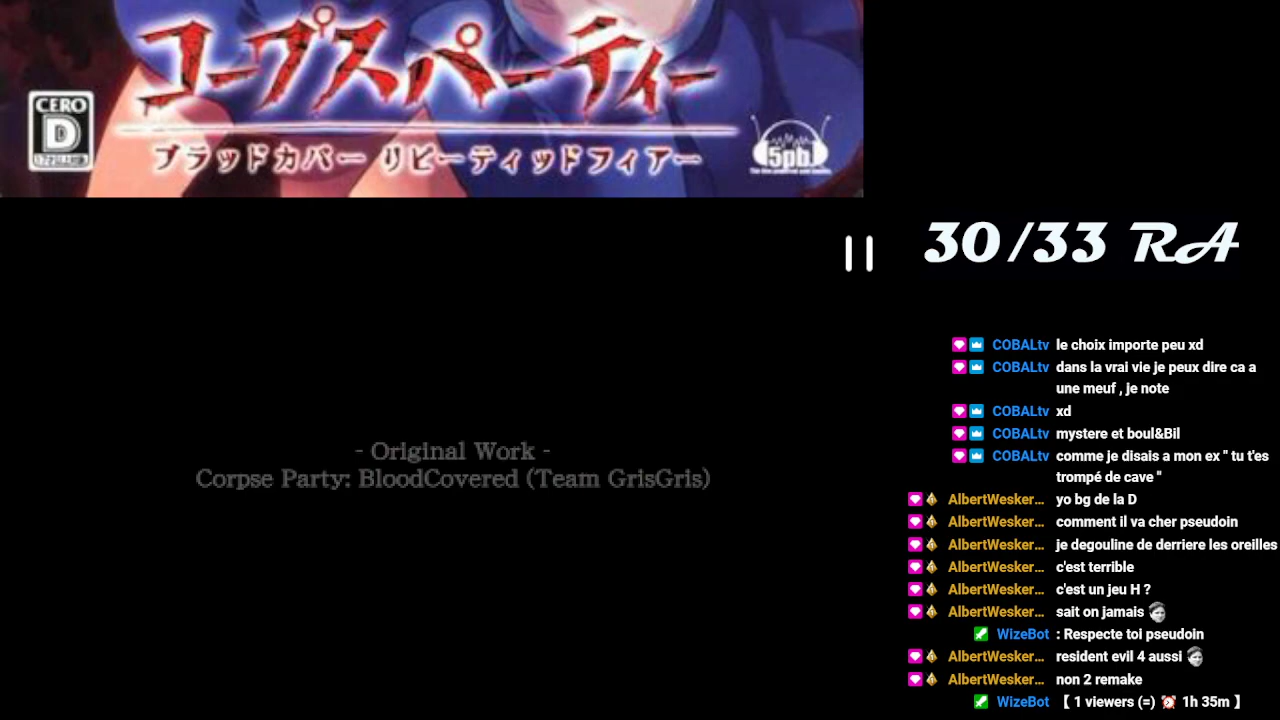 コープスパーティー
CERO
D
ブラッドカバー リピーティッドフィアー
5pb.
30/33 RA
- Original Work -
Corpse Party: BloodCovered (Team GrisGris)
COBALtv le choix importe peu xd
COBALtv dans la vrai vie je peux dire ca a
une meuf , je note
COBALtv xd
COBALtv mystere et boul&Bil
COBALtv comme je disais a mon ex " tu t'es
trompé de cave "
AlbertWesker... yo bg de la D
AlbertWesker... comment il va cher pseudoin
AlbertWesker... je degouline de derriere les oreilles
AlbertWesker... c'est terrible
AlbertWesker... c'est un jeu H ?
AlbertWesker... sait on jamais
WizeBot : Respecte toi pseudoin
AlbertWesker... resident evil 4 aussi
AlbertWesker... non 2 remake
WizeBot 【 1 viewers (=) ⏰ 1h 35m 】